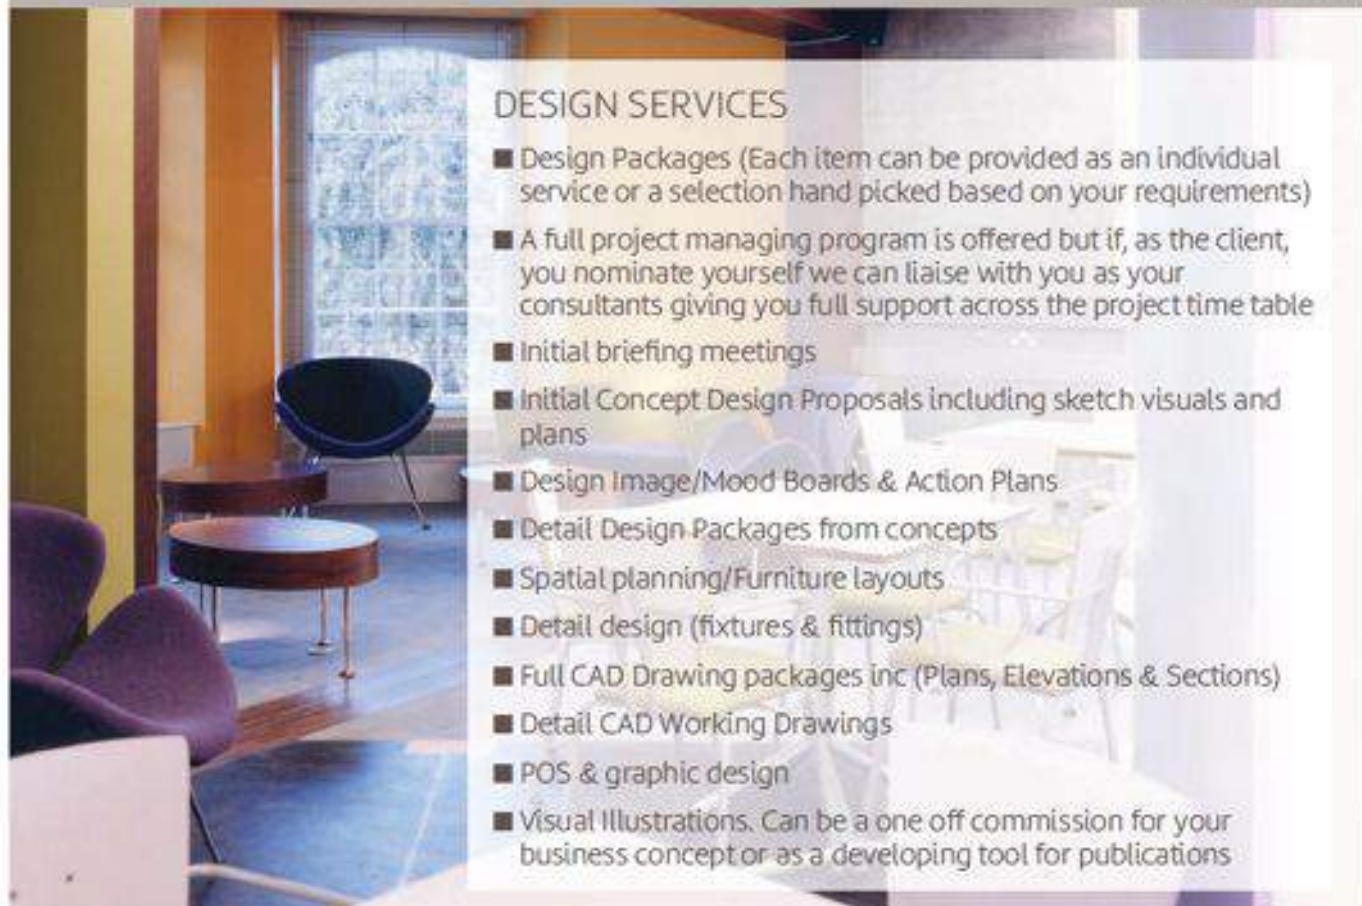 DESIGN SERVICES
■ Design Packages (Each item can be provided as an individual
service or a selection hand picked based on your requirements)
■ A full project managing program is offered but if, as the client,
you nominate yourself we can liaise with you as your
consultants giving you full support across the project time table
■ Initial briefing meetings
■ Initial Concept Design Proposals including sketch visuals and
plans
■ Design Image/Mood Boards & Action Plans
■ Detail Design Packages from concepts
■ Spatial planning/Furniture layouts
■ Detail design (fixtures & fittings)
■ Full CAD Drawing packages inc (Plans, Elevations & Sections)
■ Detail CAD Working Drawings
■ POS & graphic design
■ Visual Illustrations. Can be a one off commission for your
business concept or as a developing tool for publications